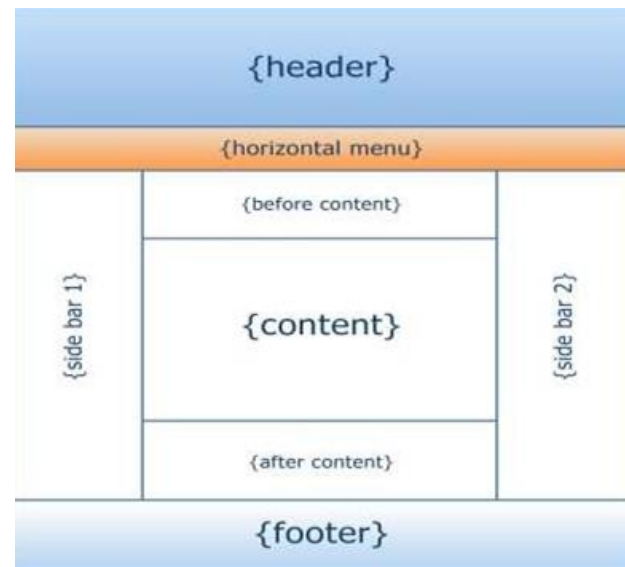 {header}
{horizontal menu}
{side bar 1}
{before content}
{content}
{after content}
{side bar 2}
{footer}